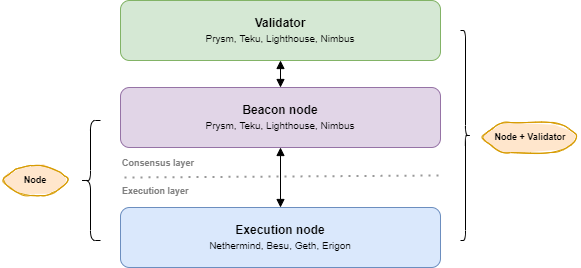 Validator
Prysm, Teku, Lighthouse, Nimbus
Beacon node
Prysm, Teku, Lighthouse, Nimbus
Node + Validator
Consensus layer
Node
Execution layer
Execution node
Nethermind, Besu, Geth, Erigon